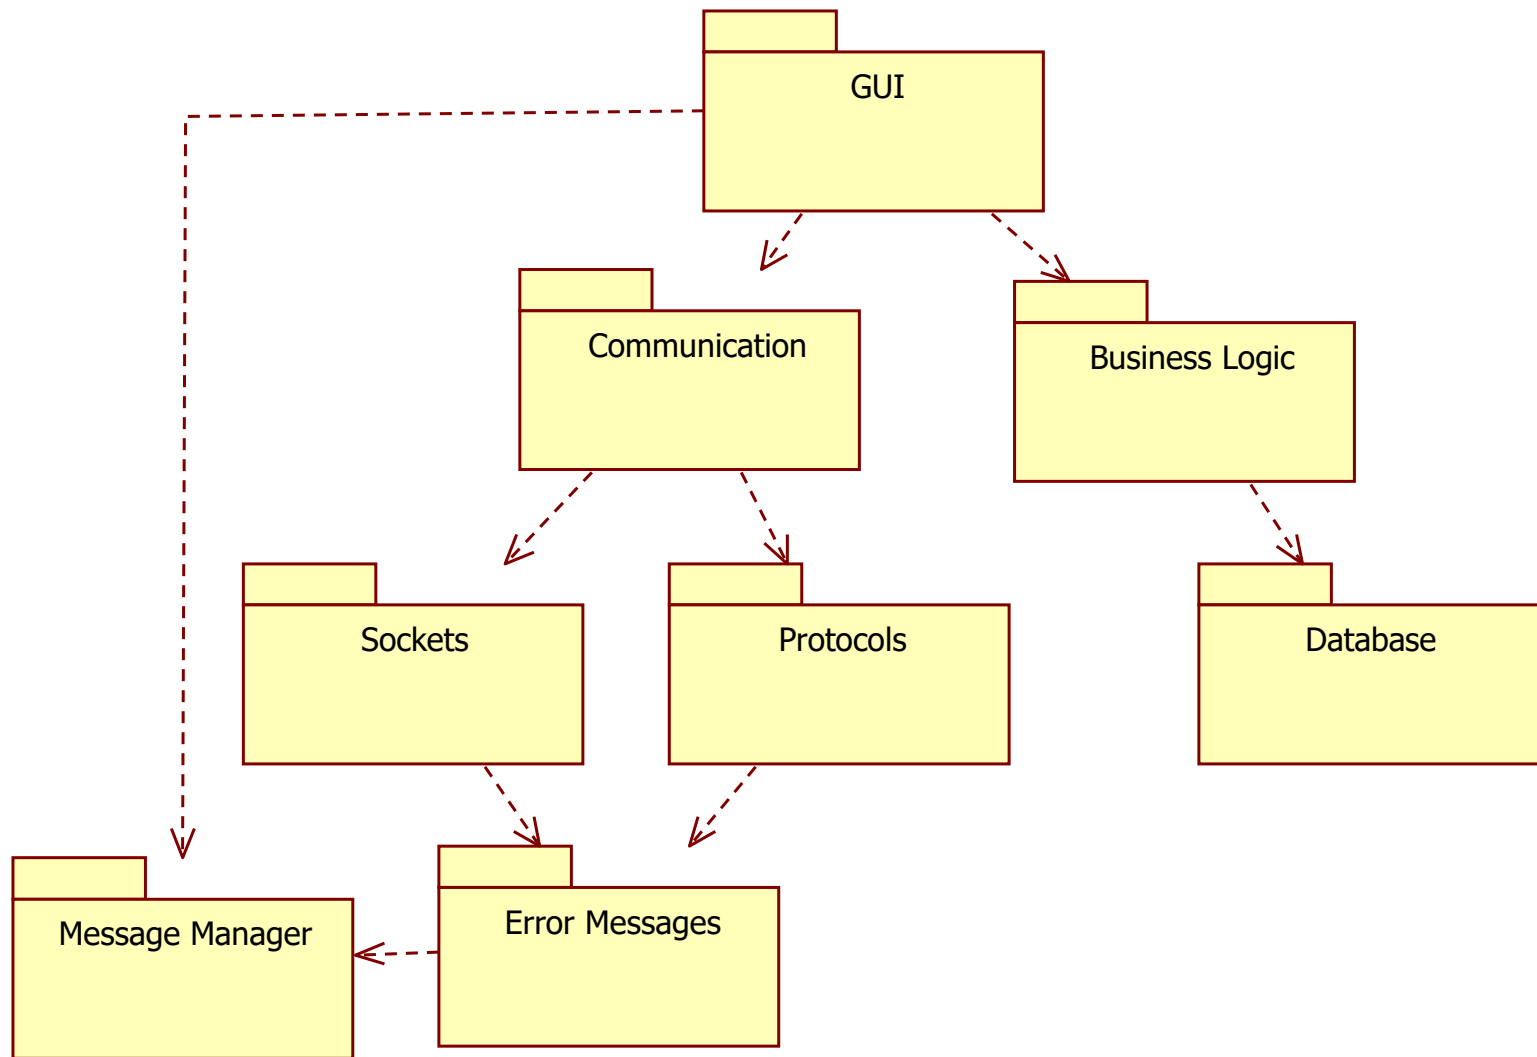 GUI
Communication
Business Logic
Sockets
Protocols
Database
Message Manager
Error Messages